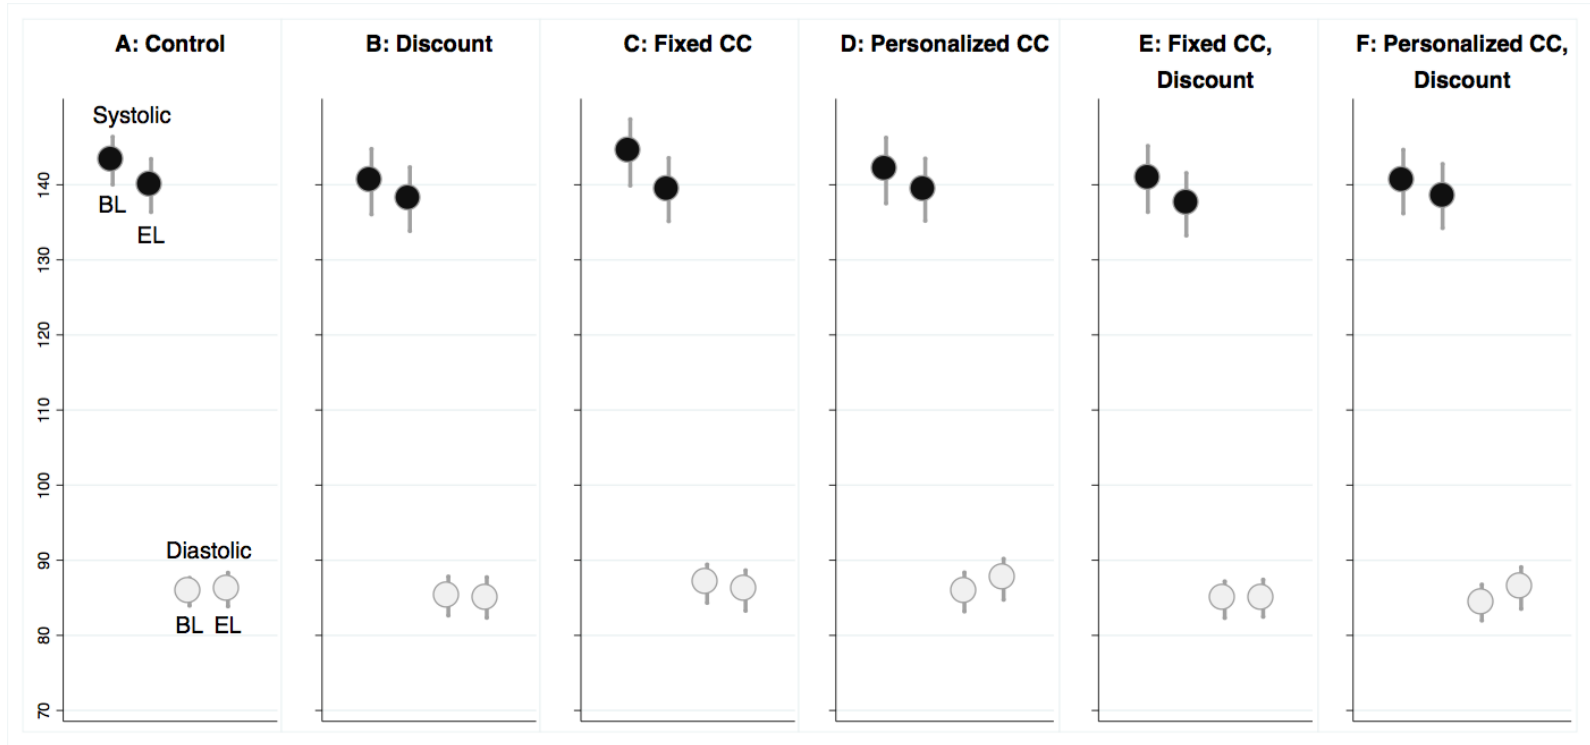 A: Control
B: Discount
C: Fixed CC
D: Personalized CC
E: Fixed CC,
Discount
F: Personalized CC,
Discount
Systolic
BL
EL
140
130
120
110
100
90
80
70
Diastolic
BL EL